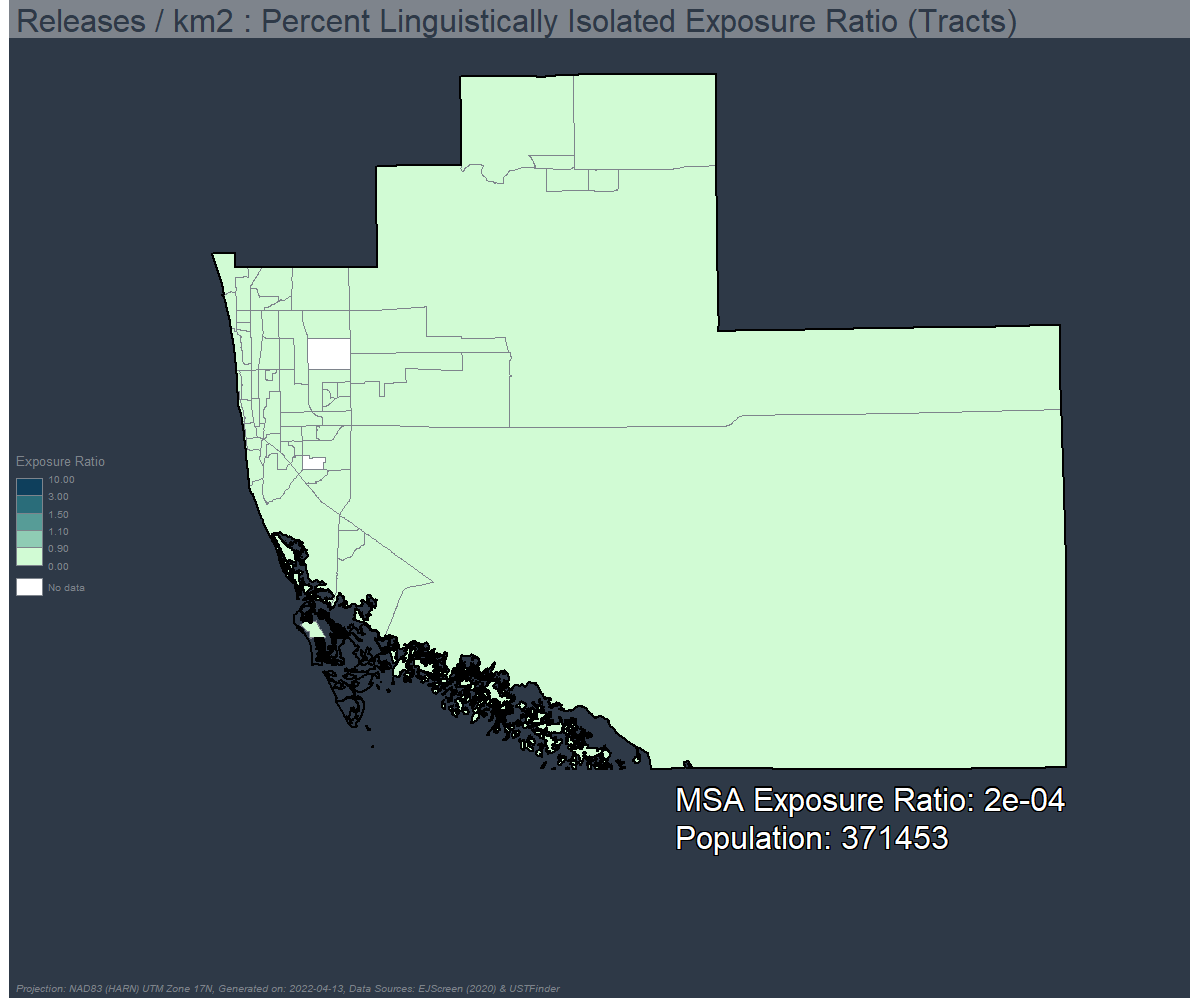 Releases / km2 : Percent Linguistically Isolated Exposure Ratio (Tracts)
Exposure Ratio
10.00
3.00
1.50
1.10
0.90
0.00
No data
MSA Exposure Ratio: 2e-04
Population: 371453
Projection: NAD83 (HARN) UTM Zone 17N, Generated on: 2022-04-13, Data Sources: EJScreen (2020) & USTFinder